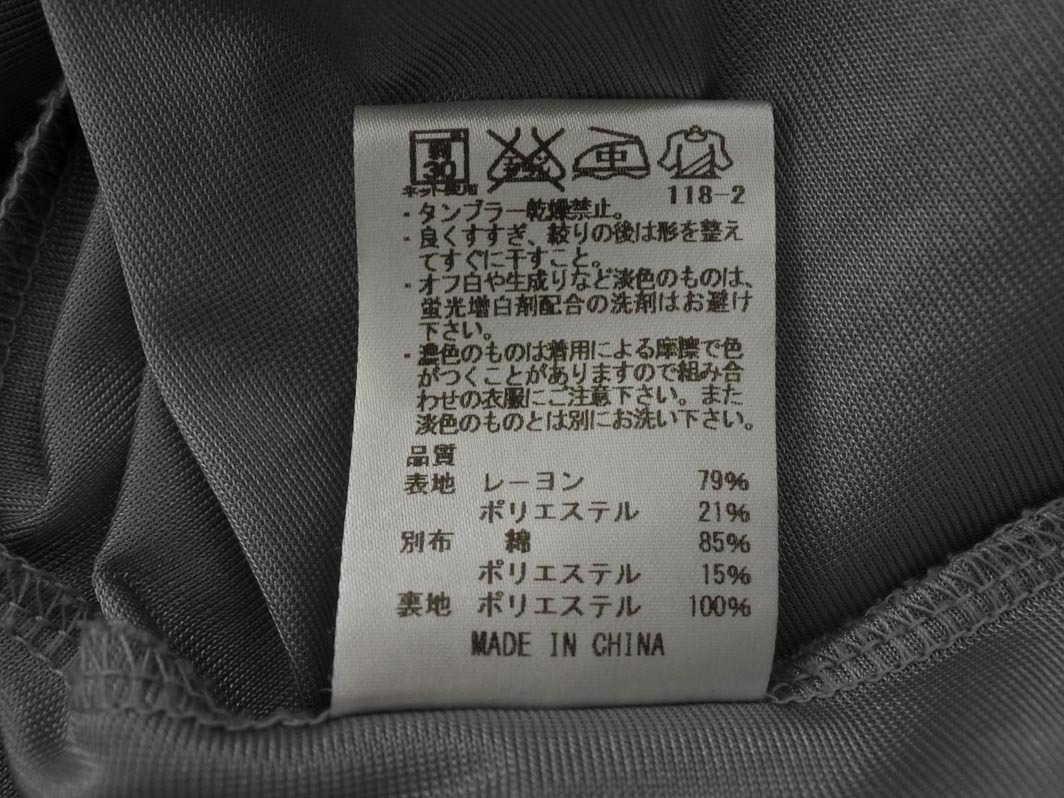 弱
30
エンソサラシ
中
ネット使用
118-2
・タンブラー乾燥禁止。
・良くすすぎ、絞りの後は形を整え
てすぐに干すこと。
・オフ白や生成りなど淡色のものは、
蛍光増白剤配合の洗剤はお避け
下さい。
・濃色のものは着用による摩擦で色
がつくことがありますので組み合
わせの衣服にご注意下さい。また
淡色のものとは別にお洗い下さい。
品質
表地 レーヨン 79%
ポリエステル 21%
別布 綿 85%
ポリエステル 15%
裏地 ポリエステル 100%
MADE IN CHINA